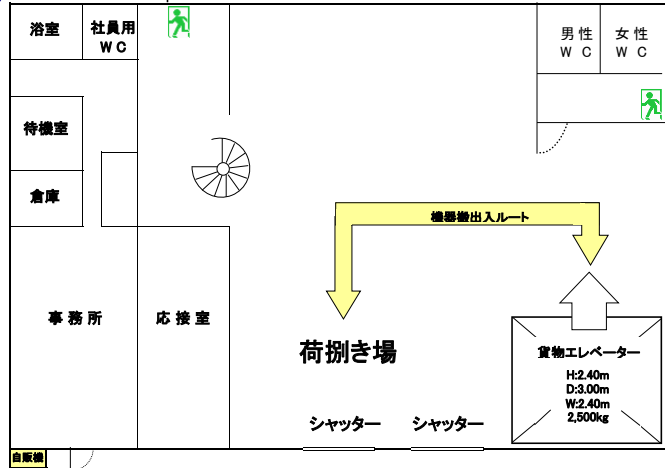 浴室
社員用
ＷＣ
男性
Ｗ Ｃ
女性
Ｗ Ｃ
待機室
倉庫
機器搬出入ルート
事務所
応接室
荷捌き場
貨物エレベーター
H:2.40m
D:3.00m
W:2.40m
2,500kg
シャッター
シャッター
自販機